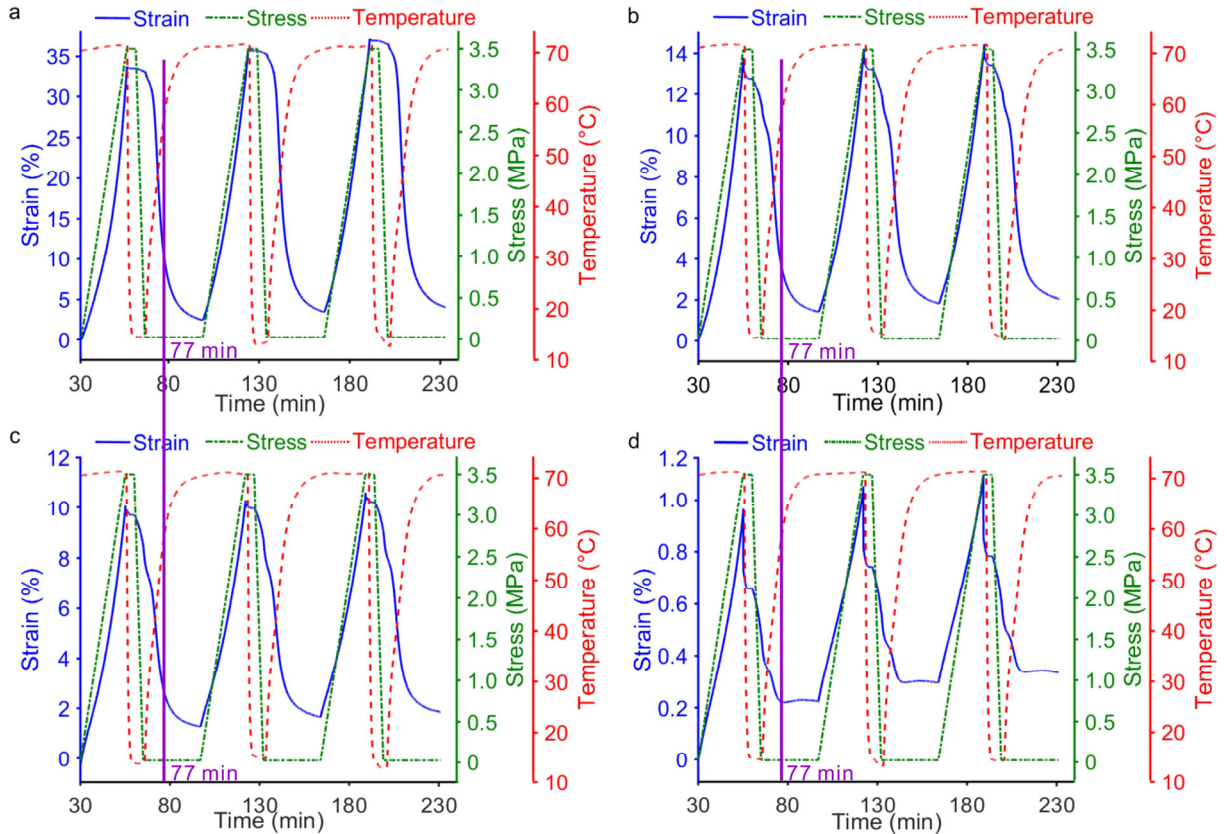 a
Strain Stress Temperature
35
30
25
20
15
10
5
0
Strain (%)
3.5
3.0
2.5
2.0
1.5
1.0
0.5
0
Stress (MPa)
70
60
50
40
30
20
10
Temperature (°C)
77 min
30 80 130 180 230
Time (min)
b
Strain Stress Temperature
14
12
10
8
6
4
2
0
Strain (%)
3.5
3.0
2.5
2.0
1.5
1.0
0.5
0
Stress (MPa)
70
60
50
40
30
20
10
Temperature (°C)
77 min
30 80 130 180 230
Time (min)
c
Strain Stress Temperature
12
10
8
6
4
2
0
Strain (%)
3.5
3.0
2.5
2.0
1.5
1.0
0.5
0
Stress (MPa)
70
60
50
40
30
20
10
Temperature (°C)
77 min
30 80 130 180 230
Time (min)
d
Strain Stress Temperature
1.2
1.0
0.8
0.6
0.4
0.2
0
Strain (%)
3.5
3.0
2.5
2.0
1.5
1.0
0.5
0
Stress (MPa)
70
60
50
40
30
20
10
Temperature (°C)
77 min
30 80 130 180 230
Time (min)